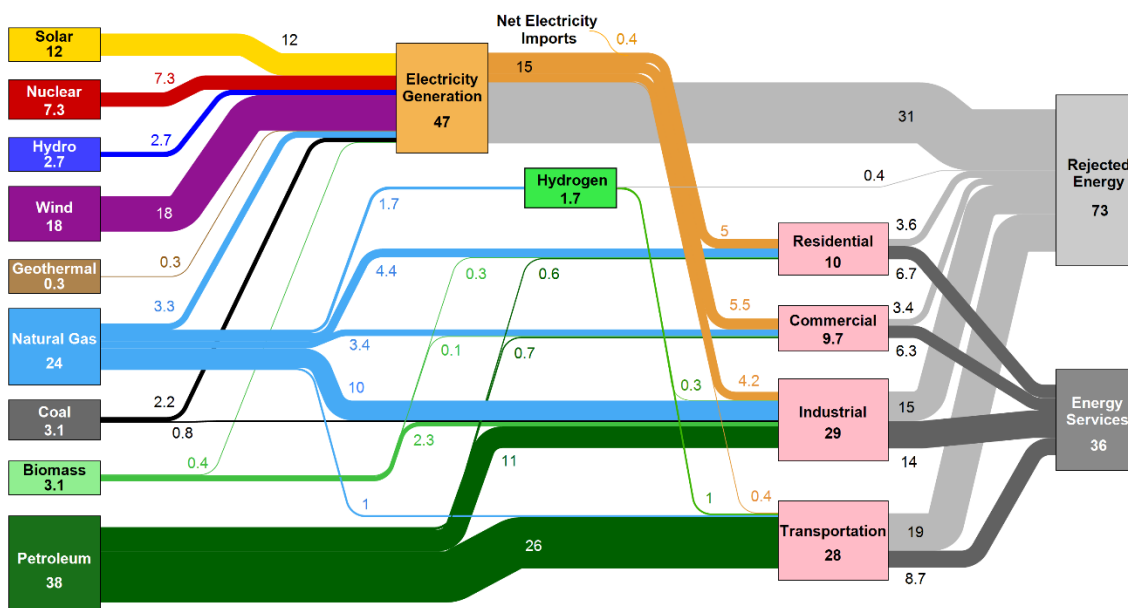 Solar
12
12
Net Electricity
Imports
0.4
Electricity
Generation
47
15
Nuclear
7.3
7.3
Hydro
2.7
2.7
Wind
18
18
Geothermal
0.3
0.3
Natural Gas
24
3.3
1.7
4.4
3.4
10
1
Coal
3.1
2.2
0.8
Biomass
3.1
0.4
0.3
0.1
2.3
Petroleum
38
0.6
0.7
11
26
Hydrogen
1.7
0.4
0.3
1
5
5.5
4.2
0.4
31
Residential
10
3.6
6.7
Commercial
9.7
3.4
6.3
Industrial
29
15
14
Transportation
28
19
8.7
Rejected
Energy
73
Energy
Services
36